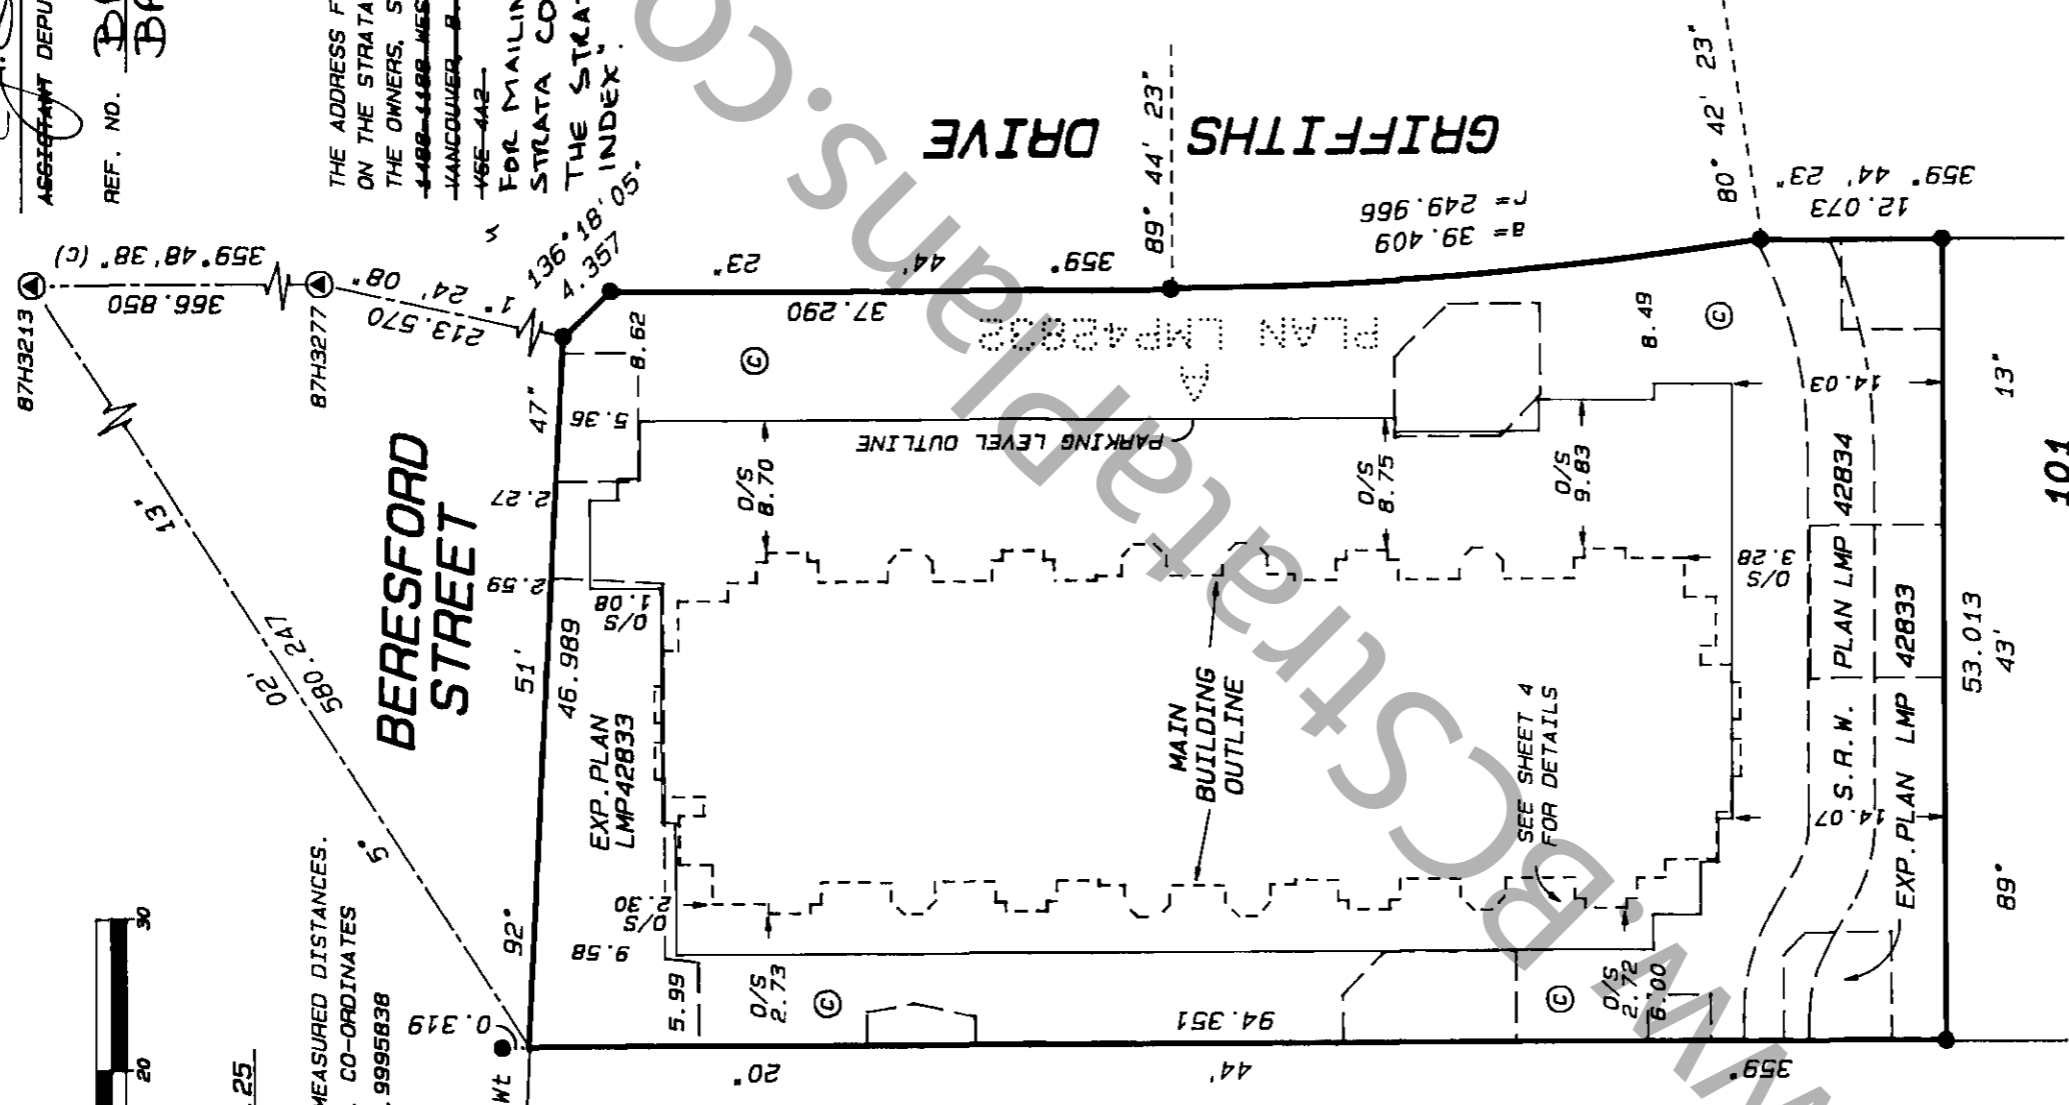 ASSISTANT DEPU
REF. NO.
THE ADDRESS F
ON THE STRATA
THE OWNERS, S
VANCOUVER, B.
V6E 4A2
FOR MAILIN
STRATA CO
THE STRAT
INDEX".
GRIFFITHS DRIVE
BERESFORD
STREET
87H3213
87H3277
359° 48' 38" (c)
366.850
1° 24' 08"
213.570
136° 18' 05"
4.357
359° 44' 23"
37.290
89° 44' 23"
a= 39.409
r= 249.966
80° 42' 23"
359° 44' 23"
12.073
5° 02' 13"
580.247
92° 51' 47"
46.989
8.62
5.36
2.27
2.59
O/S
1.08
EXP.PLAN
LMP42833
O/S
2.30
9.58
5.99
0.319
Wt
PLAN LMP42832
A
PARKING LEVEL OUTLINE
O/S
8.70
O/S
8.75
O/S
9.83
8.49
14.03
O/S
3.28
14.07
MAIN
BUILDING
OUTLINE
SEE SHEET 4
FOR DETAILS
S.R.W. PLAN LMP 42834
EXP.PLAN LMP 42833
89° 43' 13"
53.013
101
O/S
2.73
O/S
2.72
6.00
C
C
C
C
94.351
359° 44' 20"
MEASURED DISTANCES.
CO-ORDINATES
.9995838
.25
20
30
w.BCStrataPlans.co